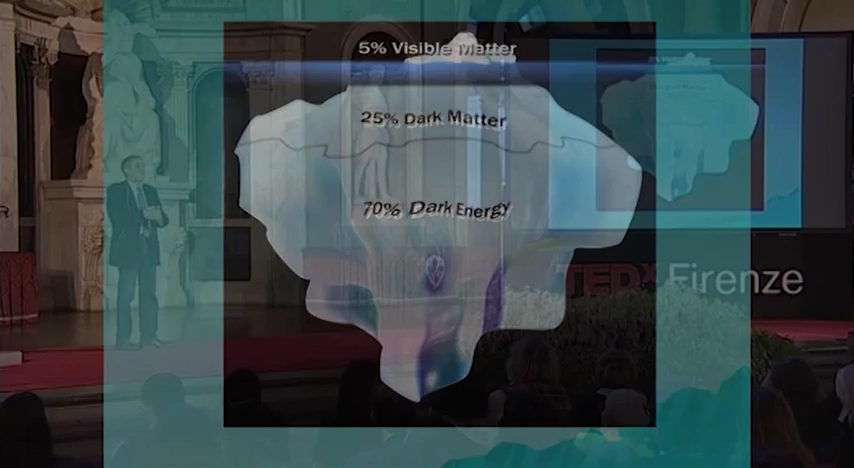 5% Visible Matter
25% Dark Matter
70% Dark Energy
TEDx Firenze